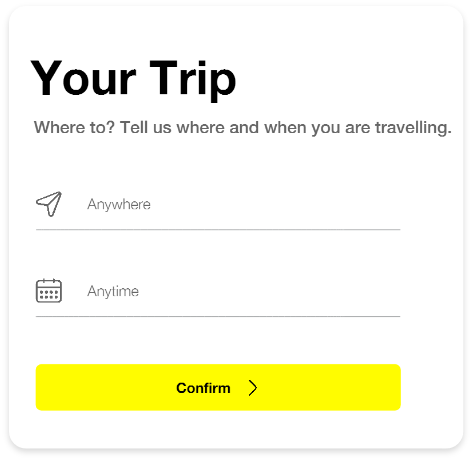 Your Trip
Where to? Tell us where and when you are travelling.
Anywhere
Anytime
Confirm